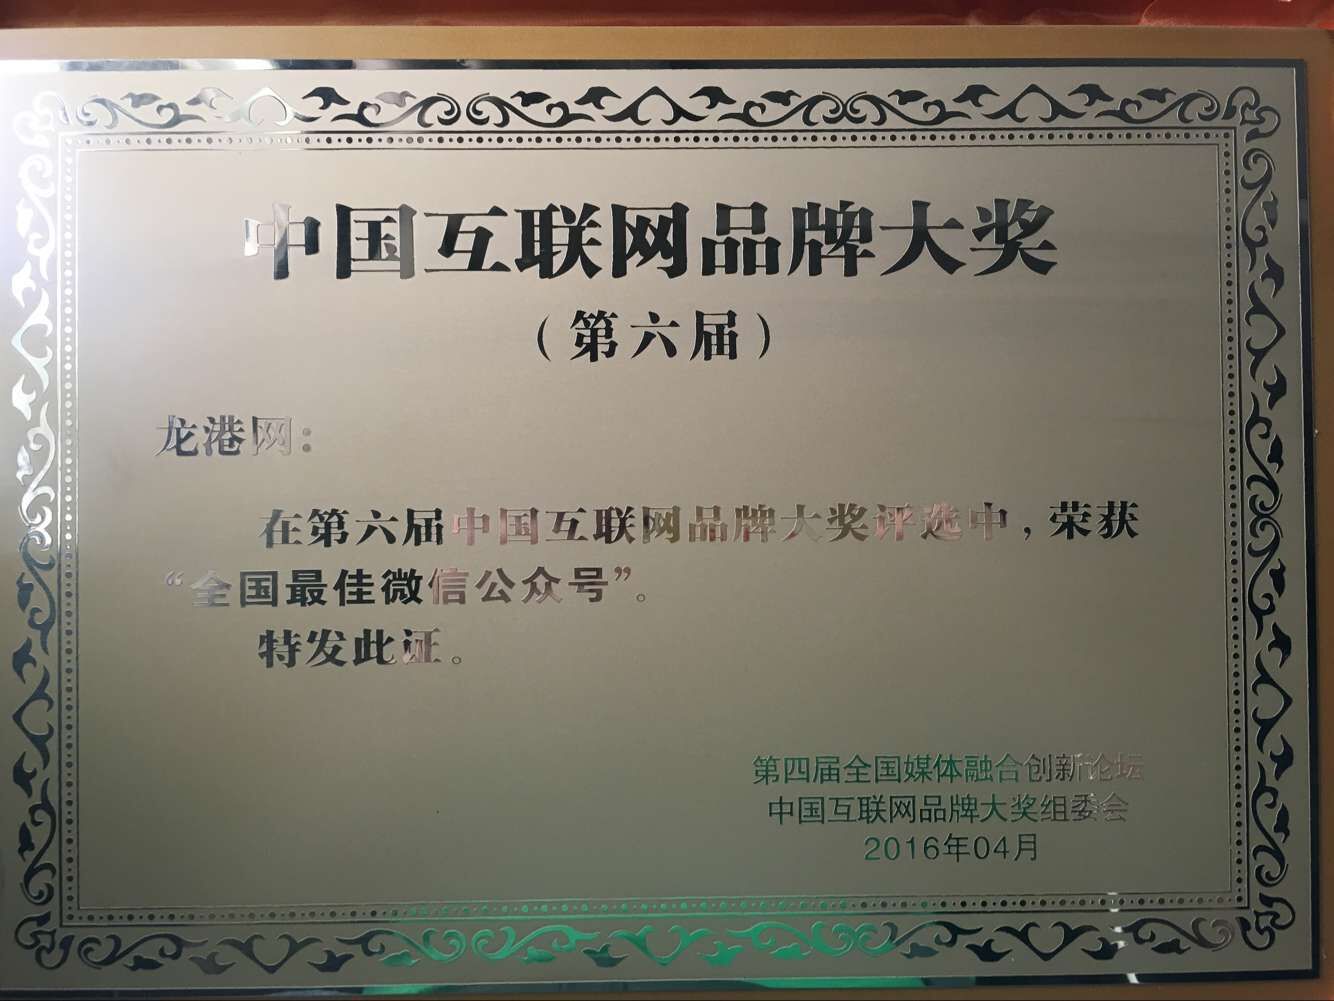 中国互联网品牌大奖
（第六届）
龙港网：
在第六届中国互联网品牌大奖评选中，荣获
“全国最佳微信公众号”。
特发此证。
第四届全国媒体融合创新论坛
中国互联网品牌大奖组委会
2016年04月